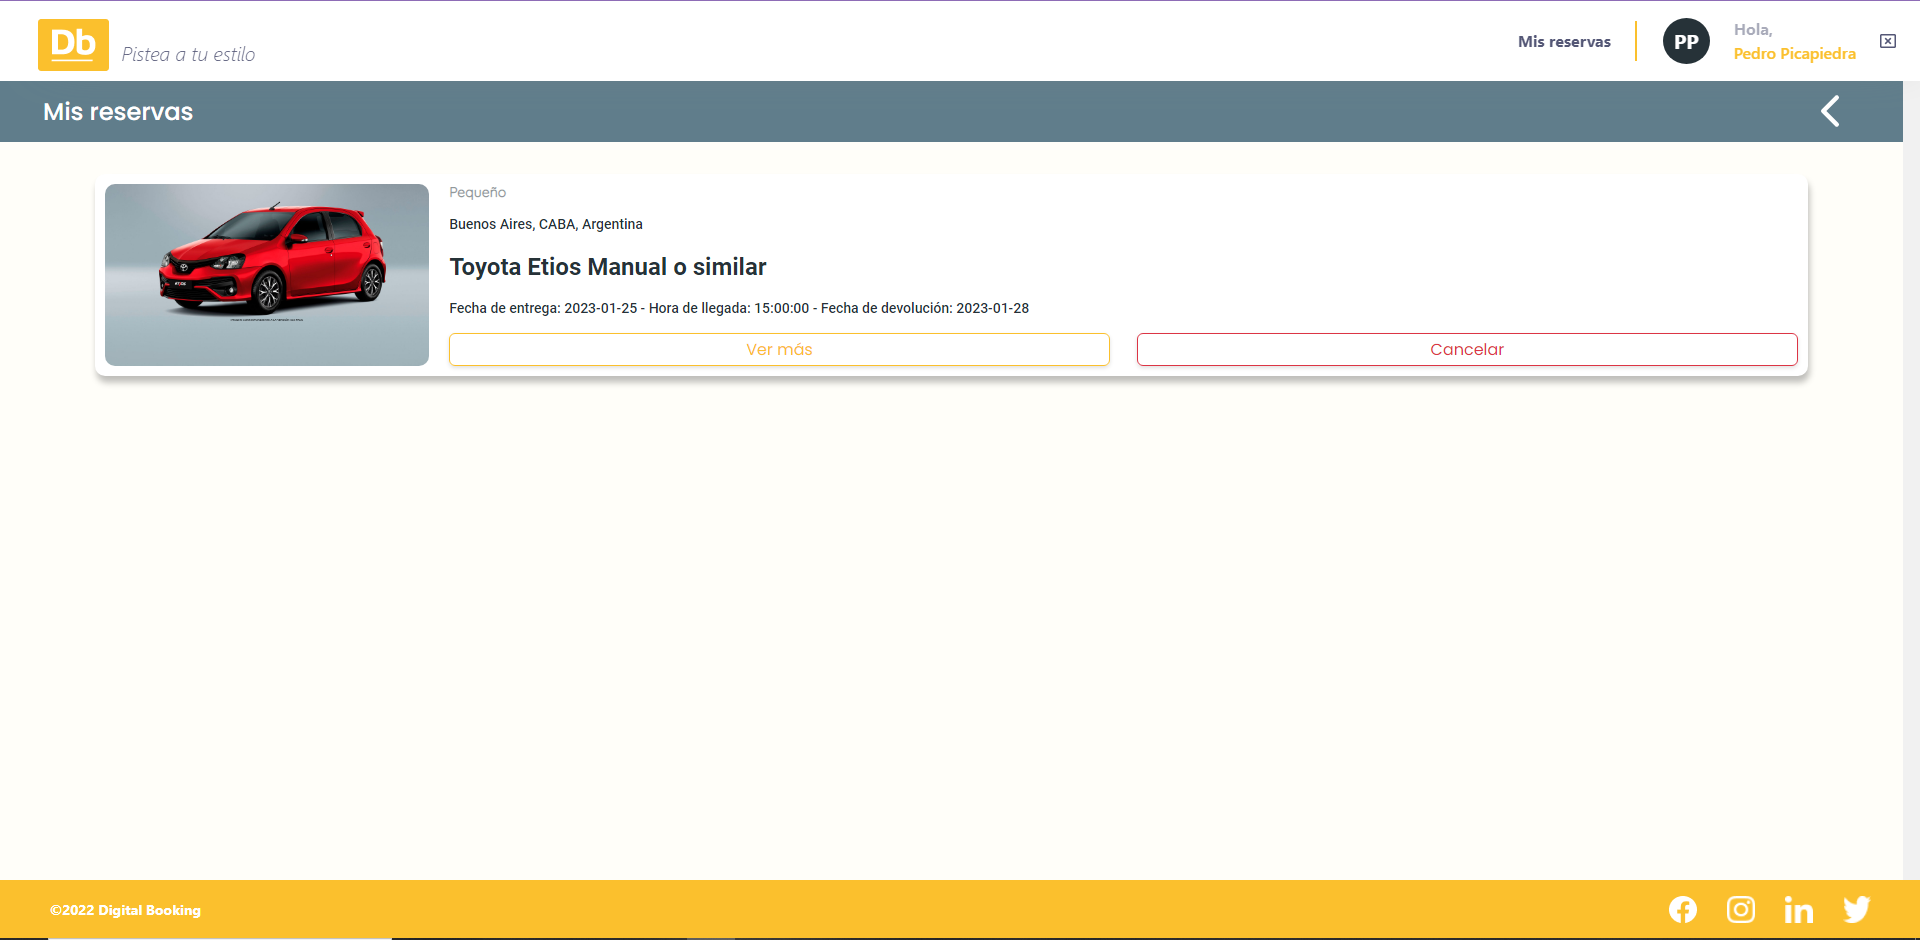 Db
Pistea a tu estilo
Mis reservas
PP
Hola,
Pedro Picapiedra
Mis reservas
Pequeño
Buenos Aires, CABA, Argentina
Toyota Etios Manual o similar
Fecha de entrega: 2023-01-25 - Hora de llegada: 15:00:00 - Fecha de devolución: 2023-01-28
Ver más
Cancelar
©2022 Digital Booking